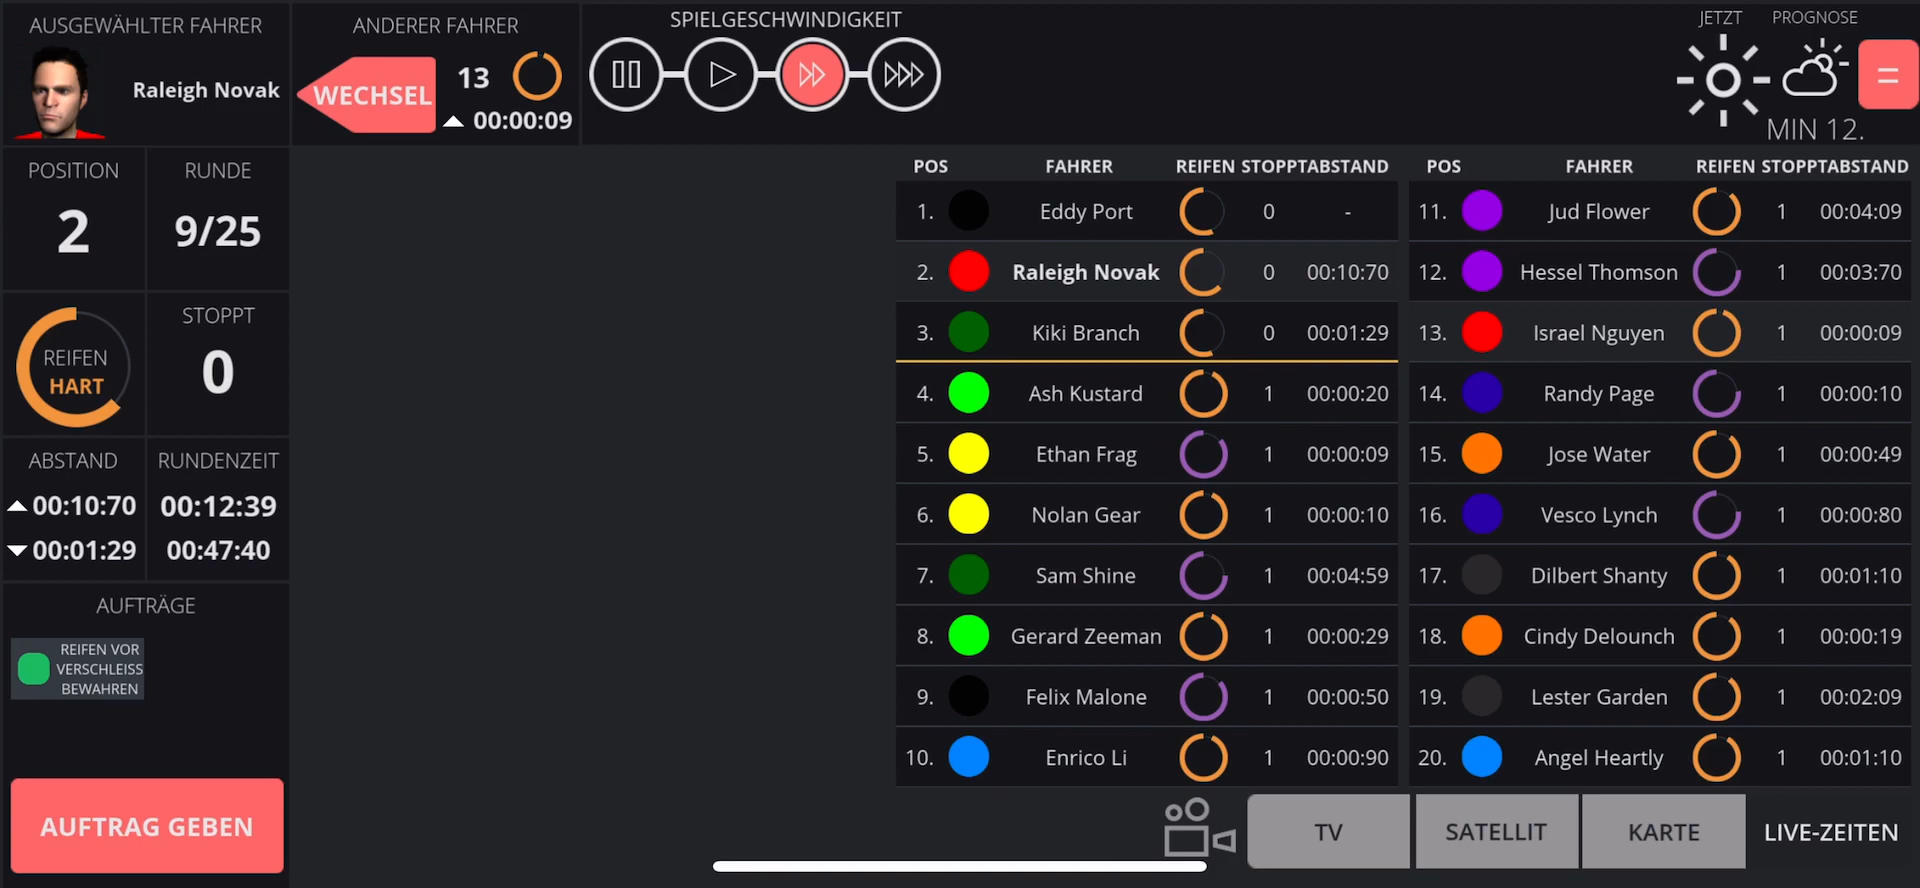 AUSGEWÄHLTER FAHRER
Raleigh Novak
ANDERER FAHRER
WECHSEL
13
00:00:09
SPIELGESCHWINDIGKEIT
JETZT
PROGNOSE
MIN 12.
POSITION
2
RUNDE
9/25
REIFEN
HART
STOPPT
0
ABSTAND
00:10:70
00:01:29
RUNDENZEIT
00:12:39
00:47:40
AUFTRÄGE
REIFEN VOR
VERSCHLEISS
BEWAHREN
AUFTRAG GEBEN
POS FAHRER REIFEN STOPPTABSTAND
1. Eddy Port 0 -
2. Raleigh Novak 0 00:10:70
3. Kiki Branch 0 00:01:29
4. Ash Kustard 1 00:00:20
5. Ethan Frag 1 00:00:09
6. Nolan Gear 1 00:00:10
7. Sam Shine 1 00:04:59
8. Gerard Zeeman 1 00:00:29
9. Felix Malone 1 00:00:50
10. Enrico Li 1 00:00:90
POS FAHRER REIFEN STOPPTABSTAND
11. Jud Flower 1 00:04:09
12. Hessel Thomson 1 00:03:70
13. Israel Nguyen 1 00:00:09
14. Randy Page 1 00:00:10
15. Jose Water 1 00:00:49
16. Vesco Lynch 1 00:00:80
17. Dilbert Shanty 1 00:01:10
18. Cindy Delounch 1 00:00:19
19. Lester Garden 1 00:02:09
20. Angel Heartly 1 00:01:10
TV
SATELLIT
KARTE
LIVE-ZEITEN